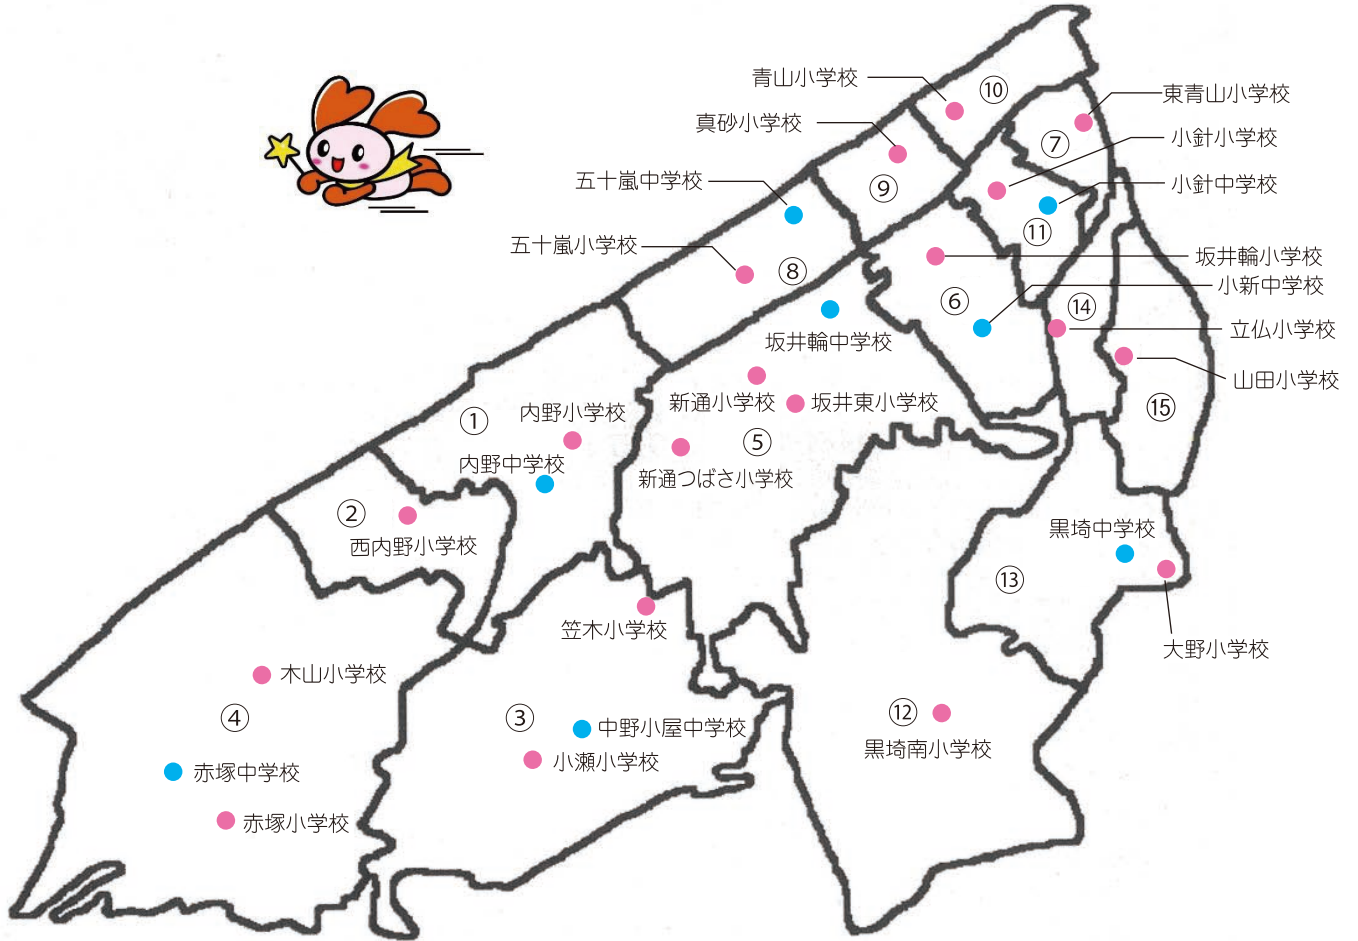 青山小学校
⑩
東青山小学校
真砂小学校
⑦
小針小学校
五十嵐中学校
⑨
小針中学校
五十嵐小学校
⑪
⑧
坂井輪小学校
⑥
小新中学校
⑭
坂井輪中学校
立仏小学校
山田小学校
①
内野小学校
新通小学校
坂井東小学校
⑮
⑤
内野中学校
新通つばさ小学校
②
西内野小学校
黒埼中学校
⑬
笠木小学校
大野小学校
木山小学校
④
③
中野小屋中学校
⑫
黒埼南小学校
小瀬小学校
赤塚中学校
赤塚小学校